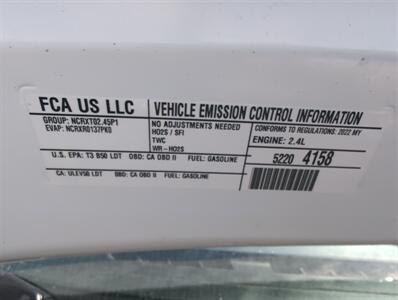 FCA US LLC
VEHICLE EMISSION CONTROL INFORMATION
GROUP: NCRXT02.45P1
EVAP: NCRXR0137PK0
NO ADJUSTMENTS NEEDED
HO2S / SFI
TWC
WR-HO2S
CONFORMS TO REGULATIONS: 2022 MY
ENGINE: 2.4L
U.S. EPA: T3 B50 LDT OBD: CA OBD II FUEL: GASOLINE
5220 4158
CA: ULEV50 LDT OBD: CA OBD II FUEL: GASOLINE